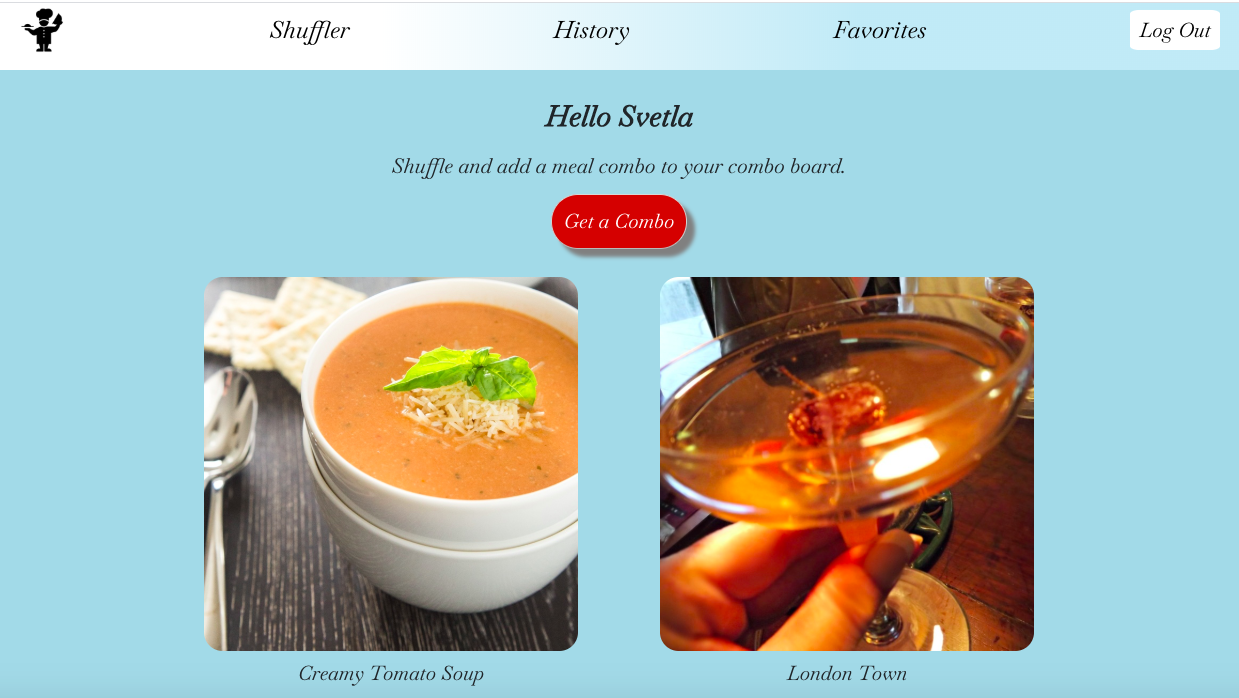 Shuffler
History
Favorites
Log Out
Hello Svetla
Shuffle and add a meal combo to your combo board.
Get a Combo
Creamy Tomato Soup
London Town